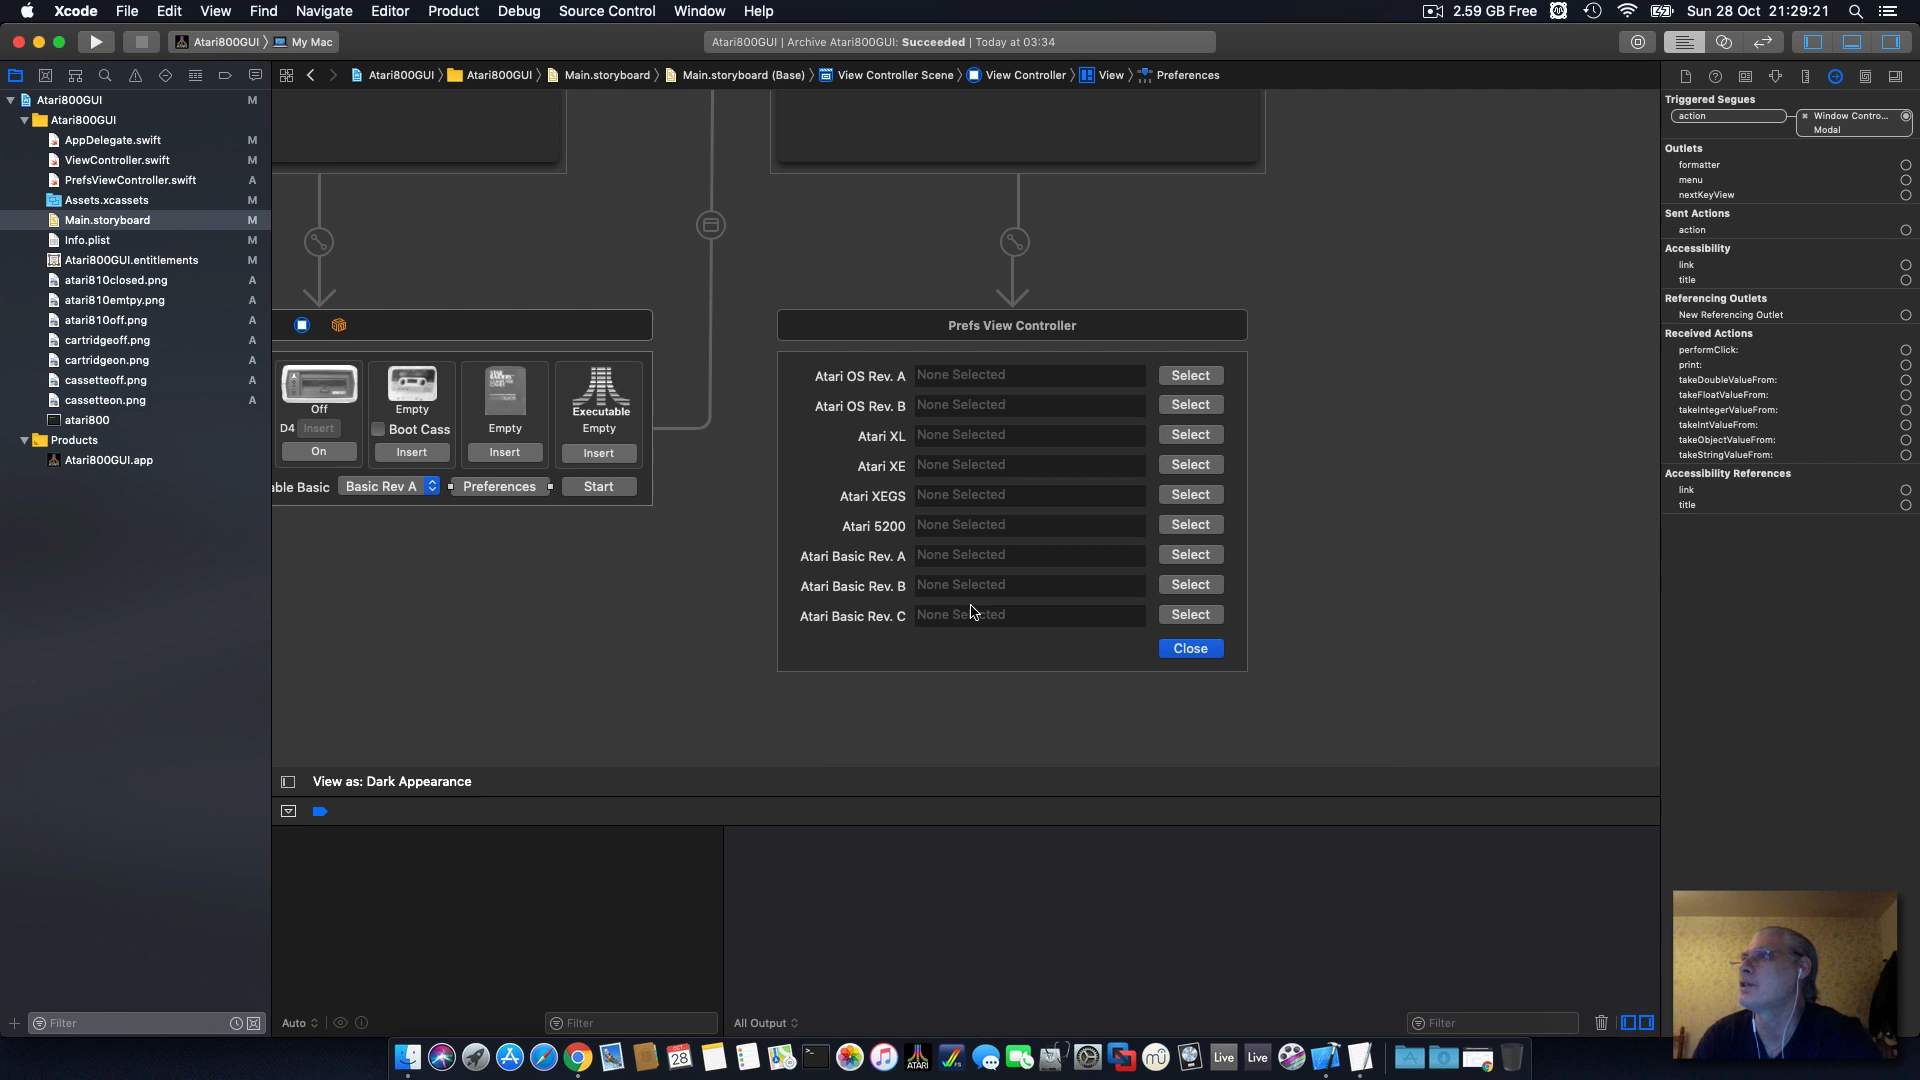 Xcode File Edit View Find Navigate Editor Product Debug Source Control Window Help 2.59 GB Free Sun 28 Oct 21:29:21
Atari800GUI My Mac
Atari800GUI | Archive Atari800GUI: Succeeded | Today at 03:34
Atari800GUI Atari800GUI Main.storyboard Main.storyboard (Base) View Controller Scene View Controller View Preferences
Atari800GUI M
Atari800GUI
AppDelegate.swift M
ViewController.swift M
PrefsViewController.swift A
Assets.xcassets M
Main.storyboard M
Info.plist M
Atari800GUI.entitlements M
atari810closed.png A
atari810emtpy.png A
atari810off.png A
cartridgeoff.png A
cartridgeon.png A
cassetteoff.png A
cassetteon.png A
atari800
Products
Atari800GUI.app
Filter
Executable
Off Empty Empty Empty
D4 Insert Boot Cass
On Insert Insert Insert
able Basic Basic Rev A Preferences Start
Prefs View Controller
Atari OS Rev. A None Selected Select
Atari OS Rev. B None Selected Select
Atari XL None Selected Select
Atari XE None Selected Select
Atari XEGS None Selected Select
Atari 5200 None Selected Select
Atari Basic Rev. A None Selected Select
Atari Basic Rev. B None Selected Select
Atari Basic Rev. C None Selected Select
Close
View as: Dark Appearance
Auto Filter
All Output Filter
Triggered Segues
action Window Contro...
Modal
Outlets
formatter
menu
nextKeyView
Sent Actions
action
Accessibility
link
title
Referencing Outlets
New Referencing Outlet
Received Actions
performClick:
print:
takeDoubleValueFrom:
takeFloatValueFrom:
takeIntegerValueFrom:
takeIntValueFrom:
takeObjectValueFrom:
takeStringValueFrom:
Accessibility References
link
title
OCT
28
ATARI
Live
Live